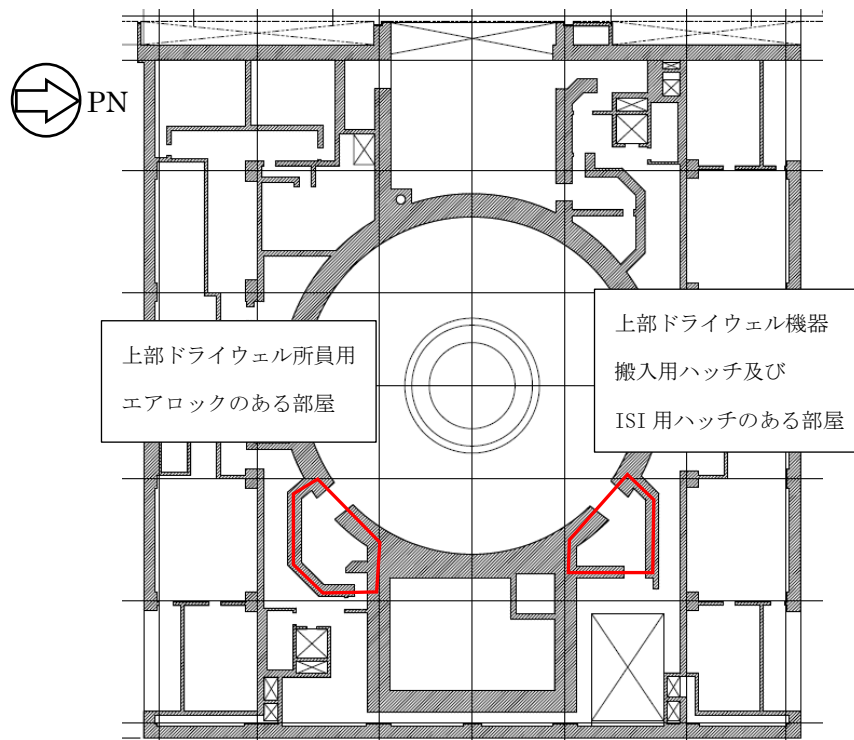 PN
上部ドライウェル所員用
エアロックのある部屋
上部ドライウェル機器
搬入用ハッチ及び
ISI 用ハッチのある部屋